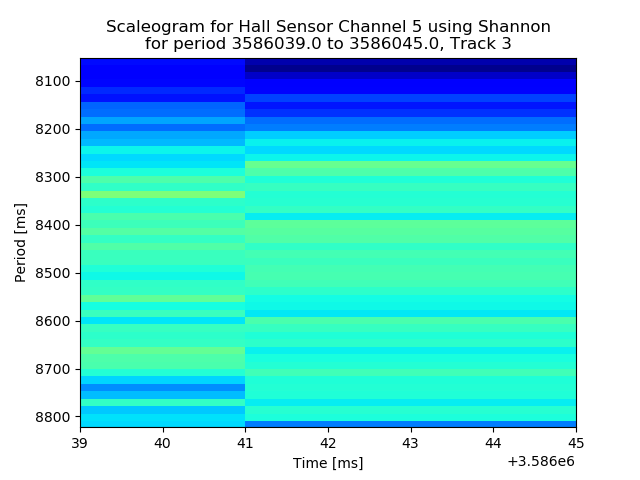 Scaleogram for Hall Sensor Channel 5 using Shannon
for period 3586039.0 to 3586045.0, Track 3
8100
8200
8300
8400
8500
8600
8700
8800
Period [ms]
39 40 41 42 43 44 45
Time [ms]
+3.586e6